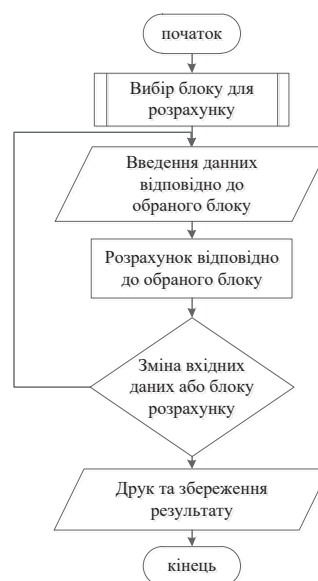 початок
Вибір блоку для
розрахунку
Введення данних
відповідно до
обраного блоку
Розрахунок відповідно
до обраного блоку
Зміна вхідних
даних або блоку
розрахунку
Друк та збереження
результату
кінець